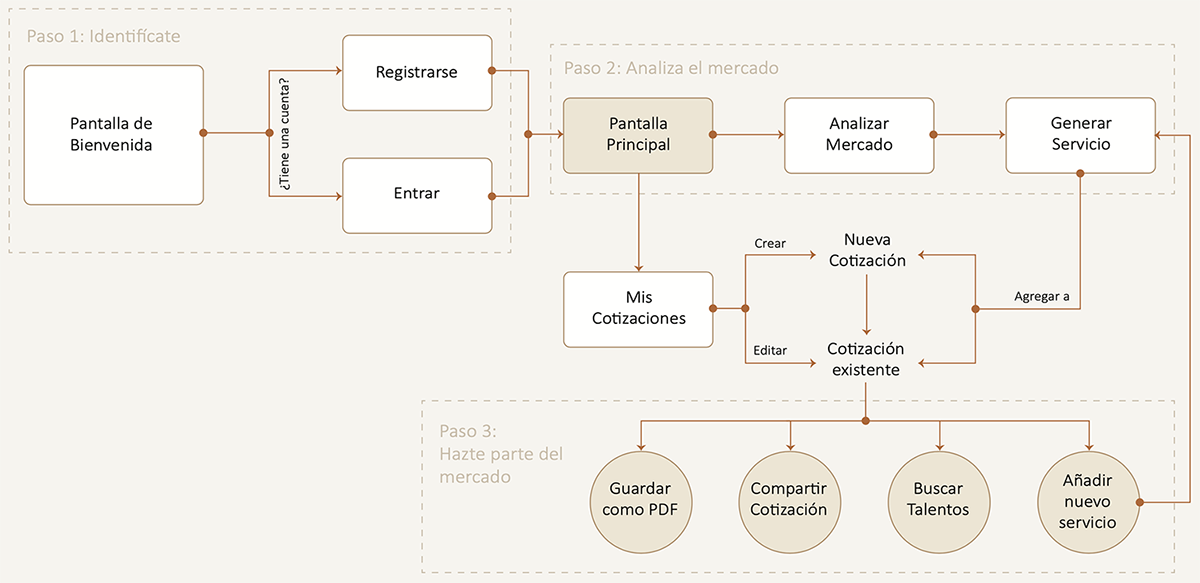 Paso 1: Identifícate
Pantalla de
Bienvenida
¿Tiene una cuenta?
Registrarse
Entrar
Paso 2: Analiza el mercado
Pantalla
Principal
Analizar
Mercado
Generar
Servicio
Mis
Cotizaciones
Crear
Editar
Nueva
Cotización
Cotización
existente
Agregar a
Paso 3:
Hazte parte del
mercado
Guardar
como PDF
Compartir
Cotización
Buscar
Talentos
Añadir
nuevo
servicio